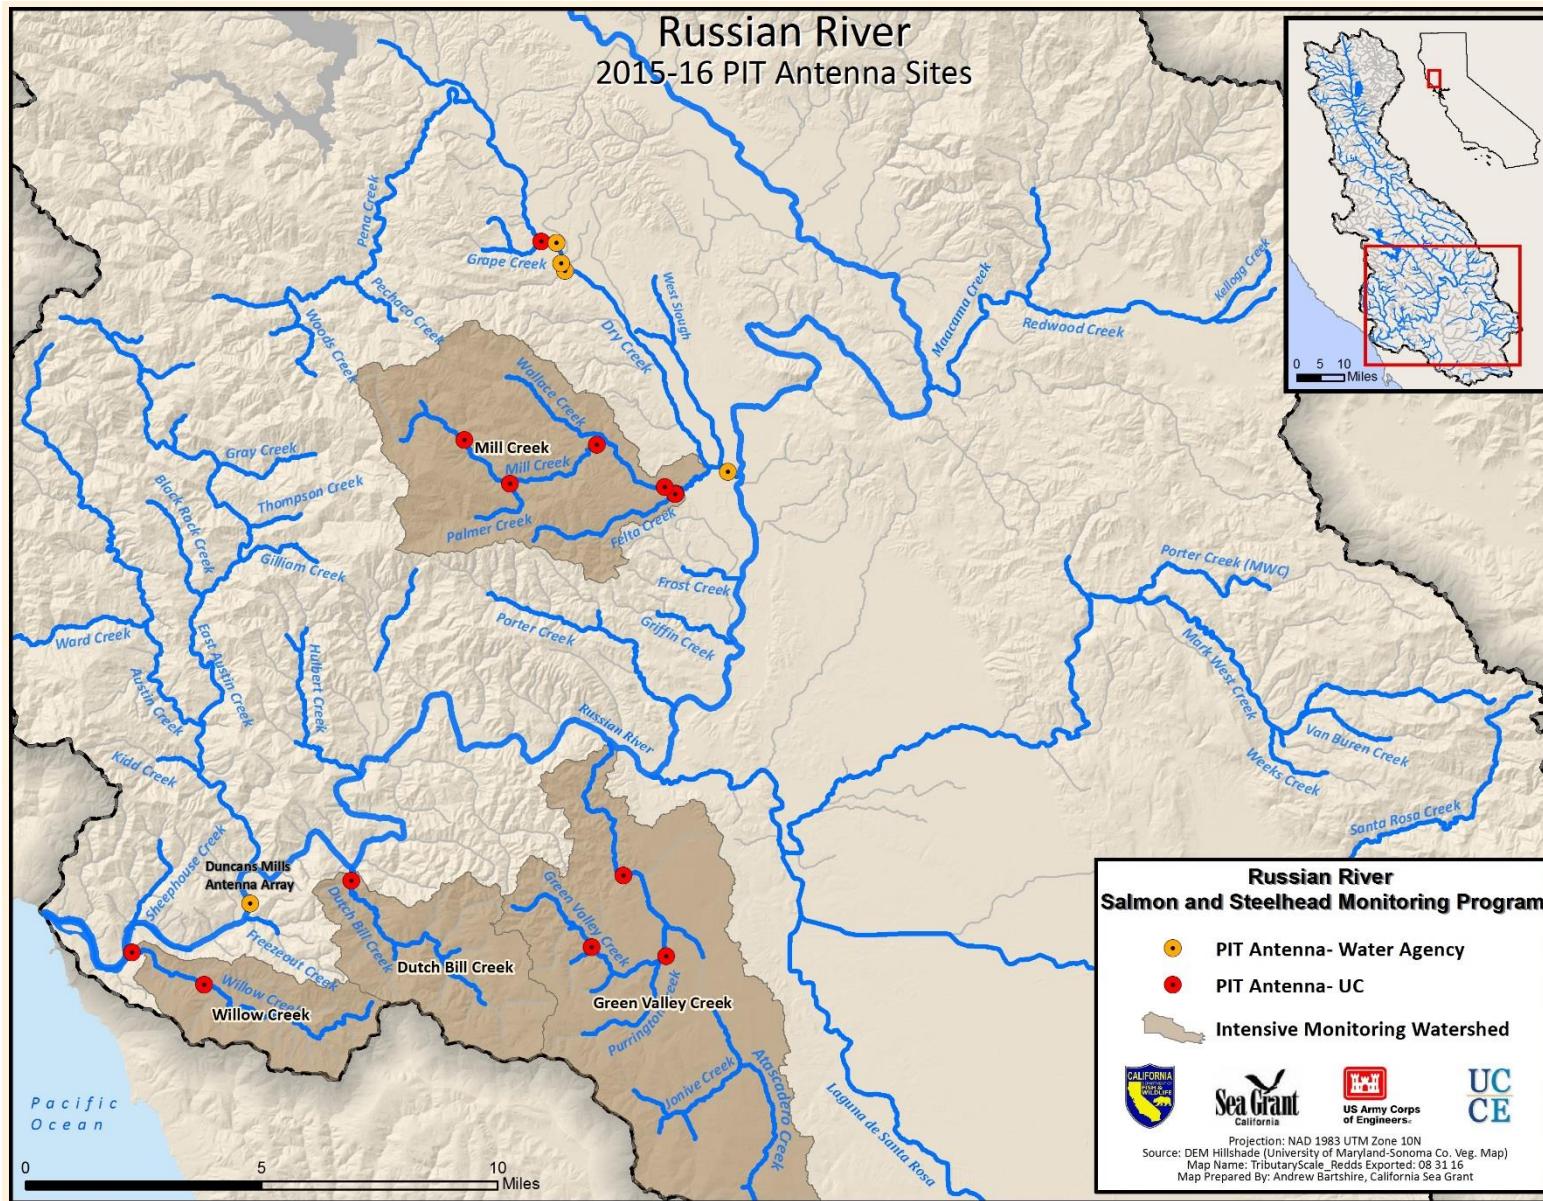 Russian River
2015-16 PIT Antenna Sites
0 5 10
Miles
Pena Creek
Grape Creek
Pechaco Creek
Woods Creek
West Slough
Dry Creek
Maacama Creek
Redwood Creek
Kellogg Creek
Wallace Creek
Mill Creek
Mill Creek
Palmer Creek
Felta Creek
Gray Creek
Black Rock Creek
Thompson Creek
Gilliam Creek
Frost Creek
Porter Creek
Griffin Creek
Porter Creek (MWC)
Ward Creek
Austin Creek
East Austin Creek
Hulbert Creek
Mark West Creek
Van Buren Creek
Weeks Creek
Santa Rosa Creek
Russian River
Kidd Creek
Sheephouse Creek
Duncans Mills
Antenna Array
Freezeout Creek
Dutch Bill Creek
Dutch Bill Creek
Green Valley Creek
Green Valley Creek
Willow Creek
Willow Creek
Purrington Creek
Jonive Creek
Atascadero Creek
Laguna de Santa Rosa
Pacific
Ocean
0 5 10
Miles
Russian River
Salmon and Steelhead Monitoring Program
PIT Antenna- Water Agency
PIT Antenna- UC
Intensive Monitoring Watershed
CALIFORNIA
DEPARTMENT OF
FISH &
WILDLIFE
Sea Grant
California
US Army Corps
of Engineers
UC
CE
Projection: NAD 1983 UTM Zone 10N
Source: DEM Hillshade (University of Maryland-Sonoma Co. Veg. Map)
Map Name: TributaryScale_Redds Exported: 08 31 16
Map Prepared By: Andrew Bartshire, California Sea Grant